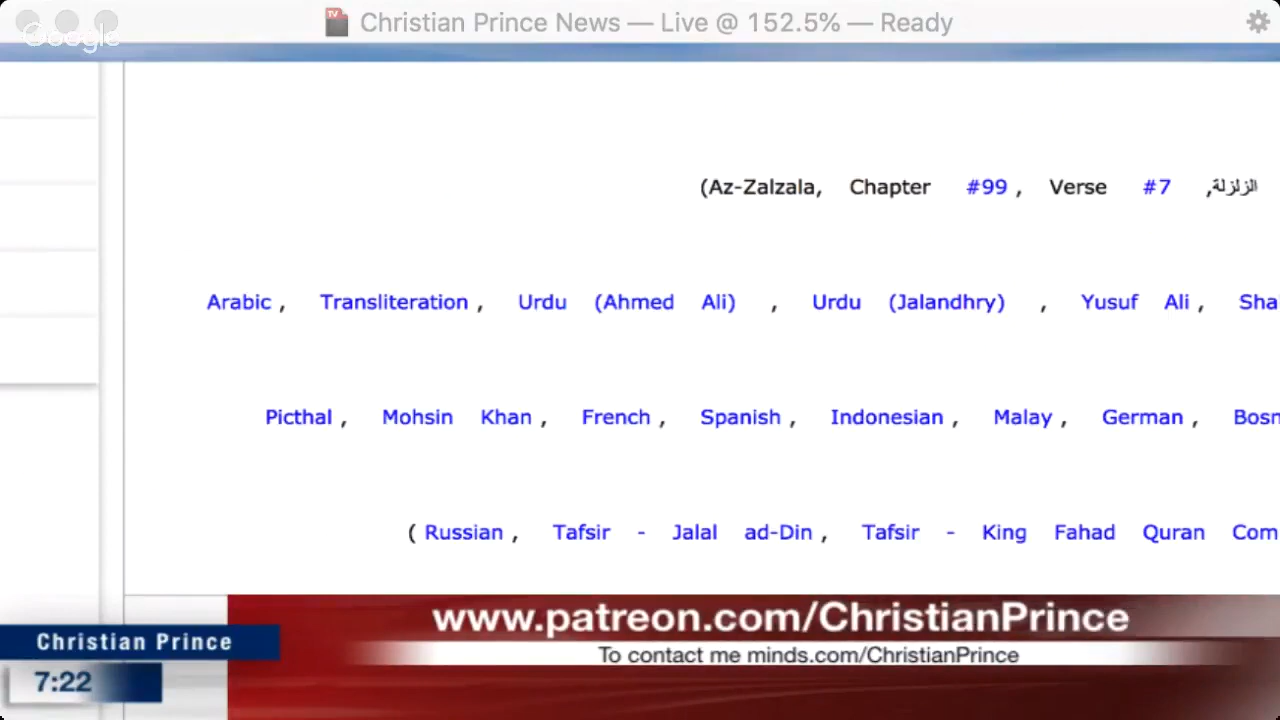 Google
Christian Prince News — Live @ 152.5% — Ready
(Az-Zalzala, Chapter #99 , Verse #7 ,الزلزلة
Arabic , Transliteration , Urdu (Ahmed Ali) , Urdu (Jalandhry) , Yusuf Ali , Sha
Picthal , Mohsin Khan , French , Spanish , Indonesian , Malay , German , Bosn
( Russian , Tafsir - Jalal ad-Din , Tafsir - King Fahad Quran Com
www.patreon.com/ChristianPrince
Christian Prince
To contact me minds.com/ChristianPrince
7:22